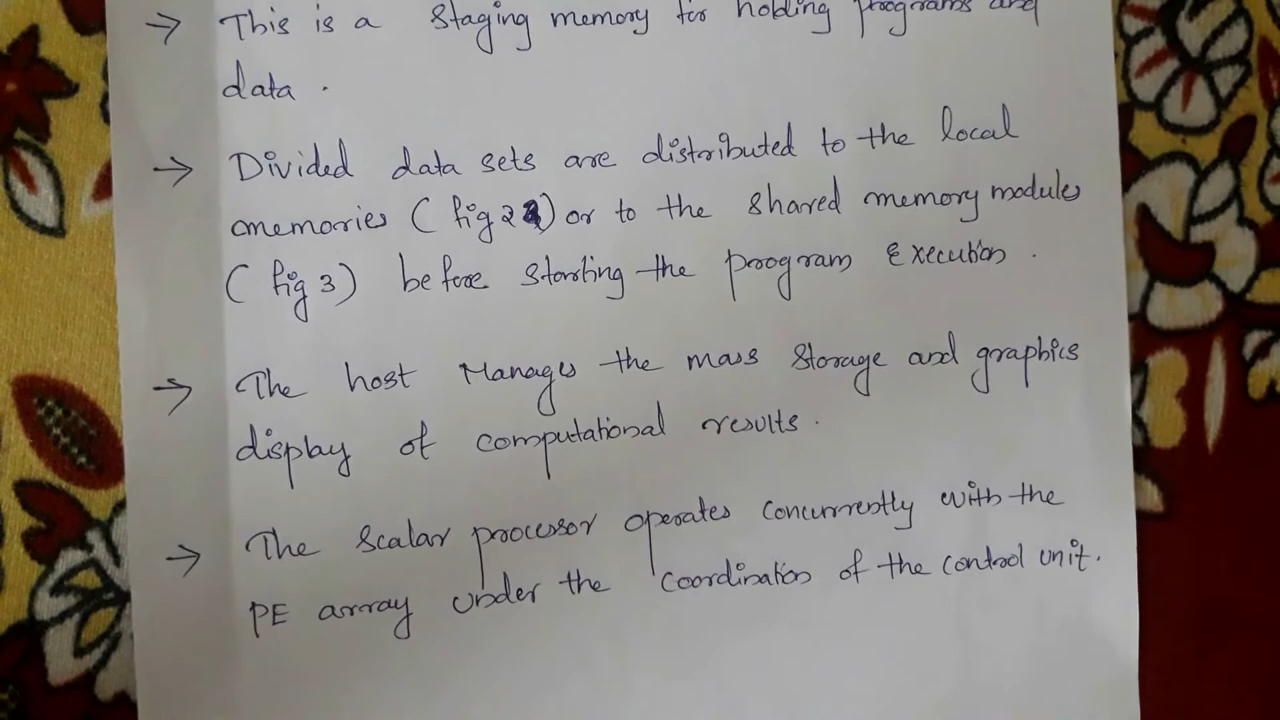 → This is a staging memory for holding programs and
data .
→ Divided data sets are distributed to the local
memories ( fig 2 ) or to the shared memory modules
( fig 3 ) before starting the program Execution .
→ The host Manages the mass storage and graphics
display of computational results .
→ The scalar processor operates concurrently with the
PE array under the coordination of the control unit .